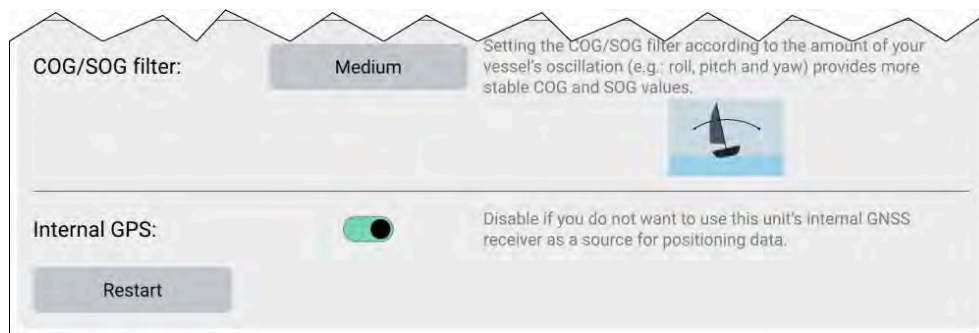 COG/SOG filter:
Medium
Setting the COG/SOG filter according to the amount of your
vessel's oscillation (e.g.: roll, pitch and yaw) provides more
stable COG and SOG values.
Internal GPS:
Disable if you do not want to use this unit's internal GNSS
receiver as a source for positioning data.
Restart